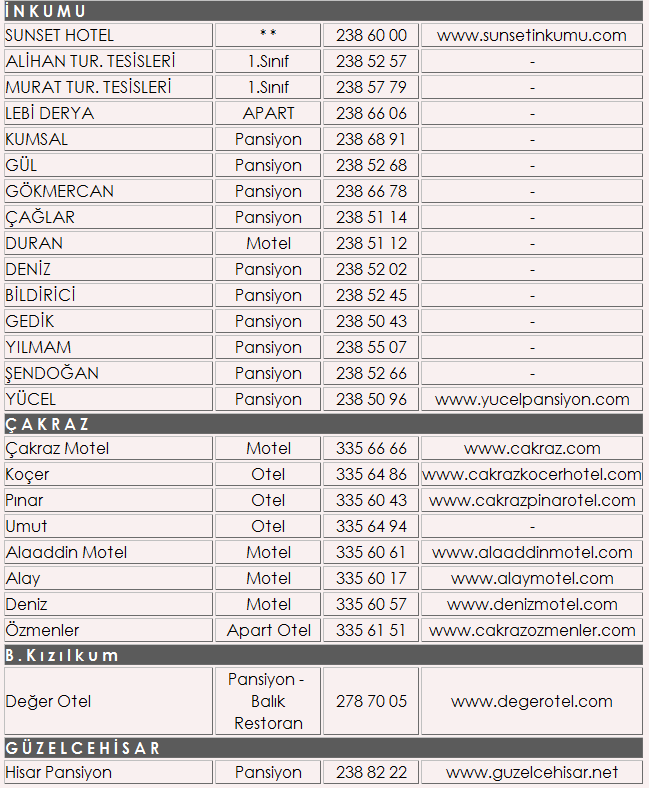 İNKUMU
SUNSET HOTEL ** 238 60 00 www.sunsetinkumu.com
ALİHAN TUR. TESİSLERİ 1.Sınıf 238 52 57 -
MURAT TUR. TESİSLERİ 1.Sınıf 238 57 79 -
LEBİ DERYA APART 238 66 06 -
KUMSAL Pansiyon 238 68 91 -
GÜL Pansiyon 238 52 68 -
GÖKMERCAN Pansiyon 238 66 78 -
ÇAĞLAR Pansiyon 238 51 14 -
DURAN Motel 238 51 12 -
DENİZ Pansiyon 238 52 02 -
BİLDİRİCİ Pansiyon 238 52 45 -
GEDİK Pansiyon 238 50 43 -
YILMAM Pansiyon 238 55 07 -
ŞENDOĞAN Pansiyon 238 52 66 -
YÜCEL Pansiyon 238 50 96 www.yucelpansiyon.com
ÇAKRAZ
Çakraz Motel Motel 335 66 66 www.cakraz.com
Koçer Otel 335 64 86 www.cakrazkocerhotel.com
Pınar Otel 335 60 43 www.cakrazpinarotel.com
Umut Otel 335 64 94 -
Alaaddin Motel Motel 335 60 61 www.alaaddinmotel.com
Alay Motel 335 60 17 www.alaymotel.com
Deniz Motel 335 60 57 www.denizmotel.com
Özmenler Apart Otel 335 61 51 www.cakrazozmenler.com
B.Kızılkum
Değer Otel Pansiyon -
Balık
Restoran 278 70 05 www.degerotel.com
GÜZELCEHİSAR
Hisar Pansiyon Pansiyon 238 82 22 www.guzelcehisar.net